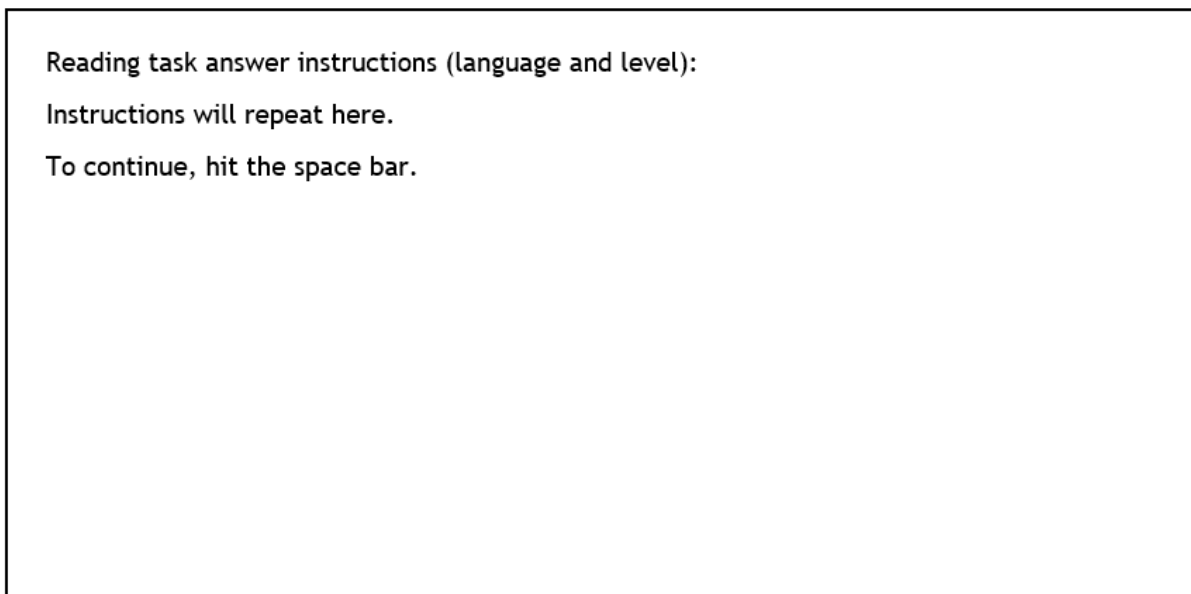 Reading task answer instructions (language and level):
Instructions will repeat here.
To continue, hit the space bar.